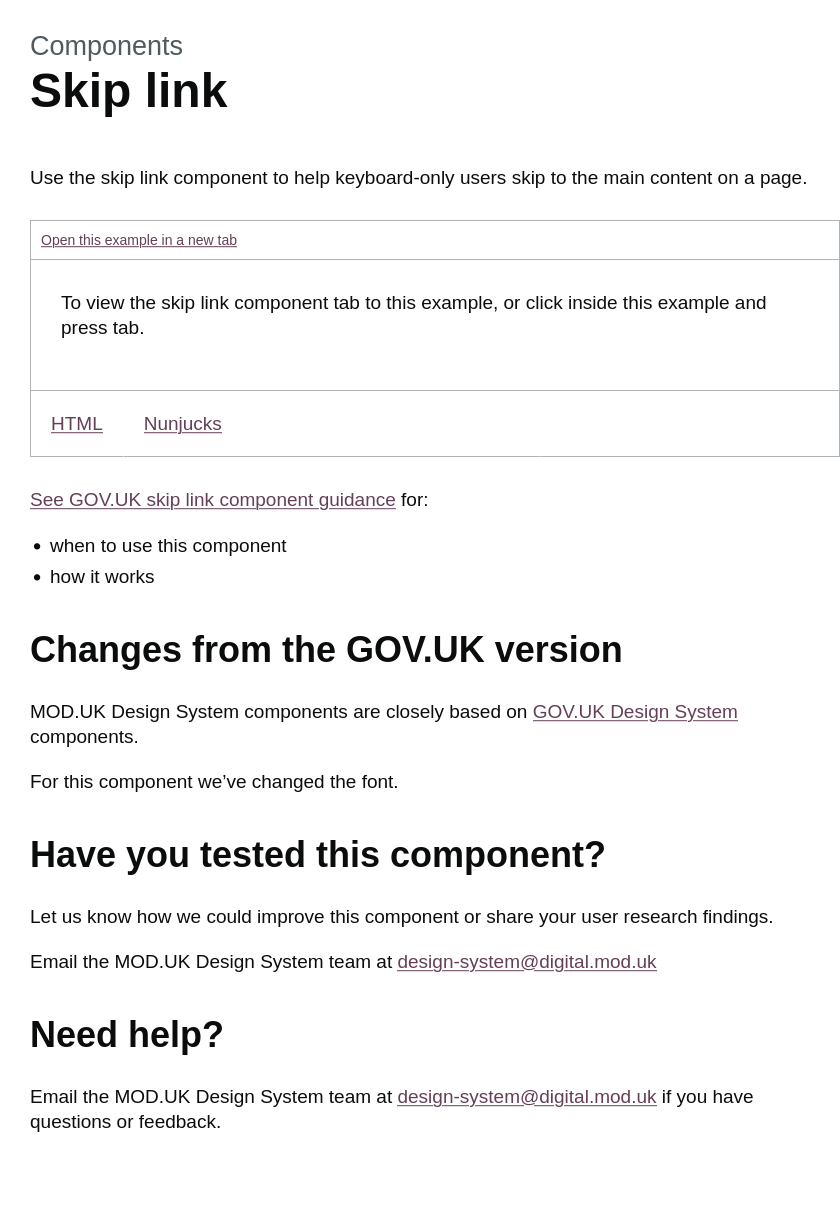 Components
Skip link
Use the skip link component to help keyboard-only users skip to the main content on a page.
Open this example in a new tab
To view the skip link component tab to this example, or click inside this example and
press tab.
HTML Nunjucks
See GOV.UK skip link component guidance for:
• when to use this component
• how it works
Changes from the GOV.UK version
MOD.UK Design System components are closely based on GOV.UK Design System
components.
For this component we’ve changed the font.
Have you tested this component?
Let us know how we could improve this component or share your user research findings.
Email the MOD.UK Design System team at design-system@digital.mod.uk
Need help?
Email the MOD.UK Design System team at design-system@digital.mod.uk if you have
questions or feedback.